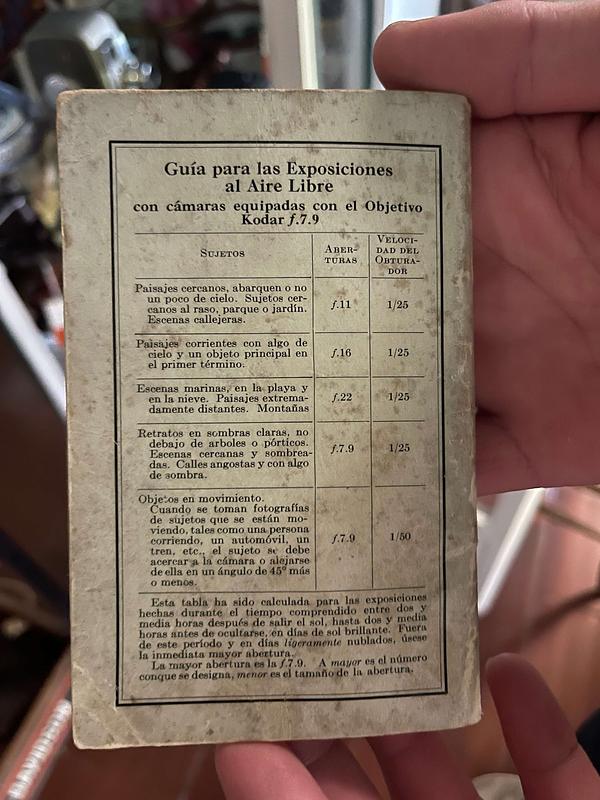 Guía para las Exposiciones
al Aire Libre
con cámaras equipadas con el Objetivo
Kodar f.7.9
SUJETOS
ABER-
TURAS
VELOCI-
DAD DEL
OBTURA-
DOR
Paisajes cercanos, abarquen o no
un poco de cielo. Sujetos cer-
canos al raso, parque o jardín.
Escenas callejeras.
f.11
1/25
Paisajes corrientes con algo de
cielo y un objeto principal en
el primer término.
f.16
1/25
Escenas marinas, en la playa y
en la nieve. Paisajes extrema-
damente distantes. Montañas
f.22
1/25
Retratos en sombras claras, no
debajo de arboles o pórticos.
Escenas cercanas y sombrea-
das. Calles angostas y con algo
de sombra.
f.7.9
1/25
Objetos en movimiento.
Cuando se toman fotografías
de sujetos que se están mo-
viendo, tales como una persona
corriendo, un automóvil, un
tren, etc., el sujeto se debe
acercar a la cámara o alejarse
de ella en un ángulo de 45° más
o menos.
f.7.9
1/50
Esta tabla ha sido calculada para las exposiciones
hechas durante el tiempo comprendido entre dos y
media horas después de salir el sol, hasta dos y media
horas antes de ocultarse, en días de sol brillante. Fuera
de este período y en días ligeramente nublados, úsese
la inmediata mayor abertura.
La mayor abertura es la f.7.9. A mayor es el número
conque se designa, menor es el tamaño de la abertura.